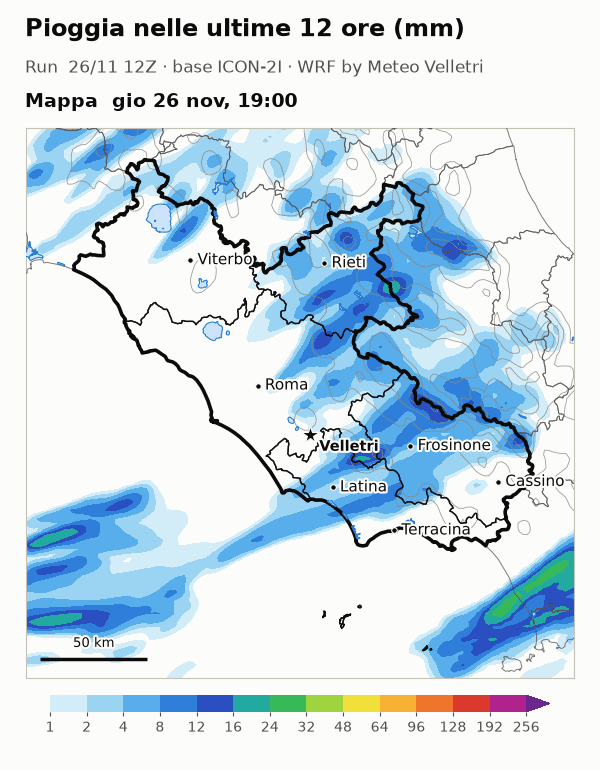 Pioggia nelle ultime 12 ore (mm)
Run  26/11 12Z · base ICON-2I · WRF by Meteo Velletri
Mappa  gio 26 nov, 19:00
Viterbo
Rieti
Roma
Velletri
Frosinone
Latina
Cassino
Terracina
50 km
1 2 4 8 12 16 24 32 48 64 96 128 192 256